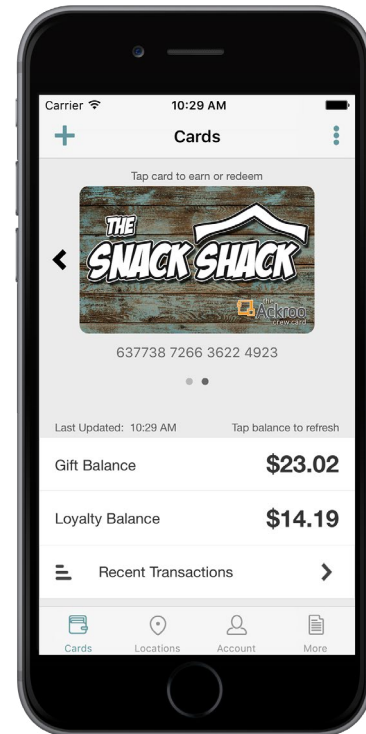 Carrier 10:29 AM
Cards
Tap card to earn or redeem
THE
SNACK SHACK
the
Ackroo
crew card
637738 7266 3622 4923
Last Updated: 10:29 AM Tap balance to refresh
Gift Balance $23.02
Loyalty Balance $14.19
Recent Transactions
Cards Locations Account More